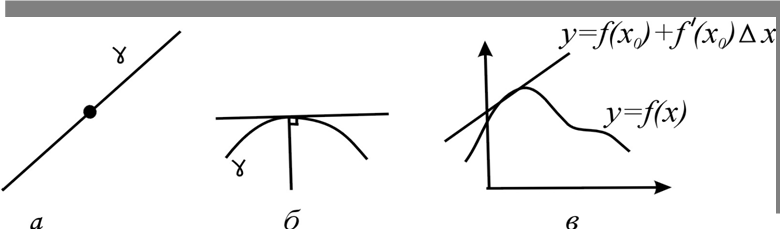 y=f(x₀)+f'(x₀)Δx
γ
y=f(x)
γ
а б в